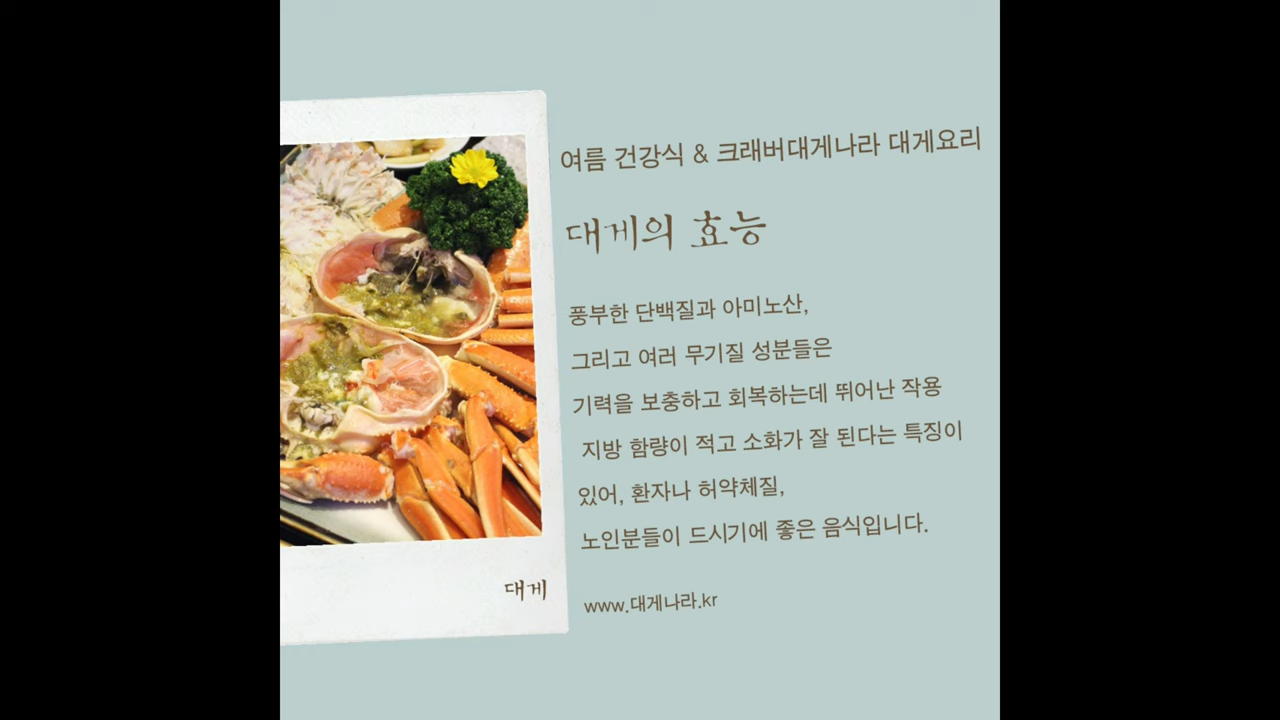 여름 건강식 & 크래버대게나라 대게요리
대게의 효능
풍부한 단백질과 아미노산,
그리고 여러 무기질 성분들은
기력을 보충하고 회복하는데 뛰어난 작용
지방 함량이 적고 소화가 잘 된다는 특징이
있어, 환자나 허약체질,
노인분들이 드시기에 좋은 음식입니다.
대게
www.대게나라.kr